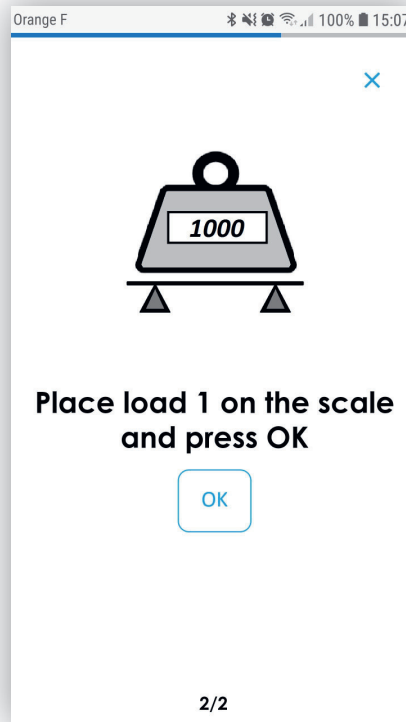 Orange F 100% 15:07
×
1000
Place load 1 on the scale
and press OK
OK
2/2